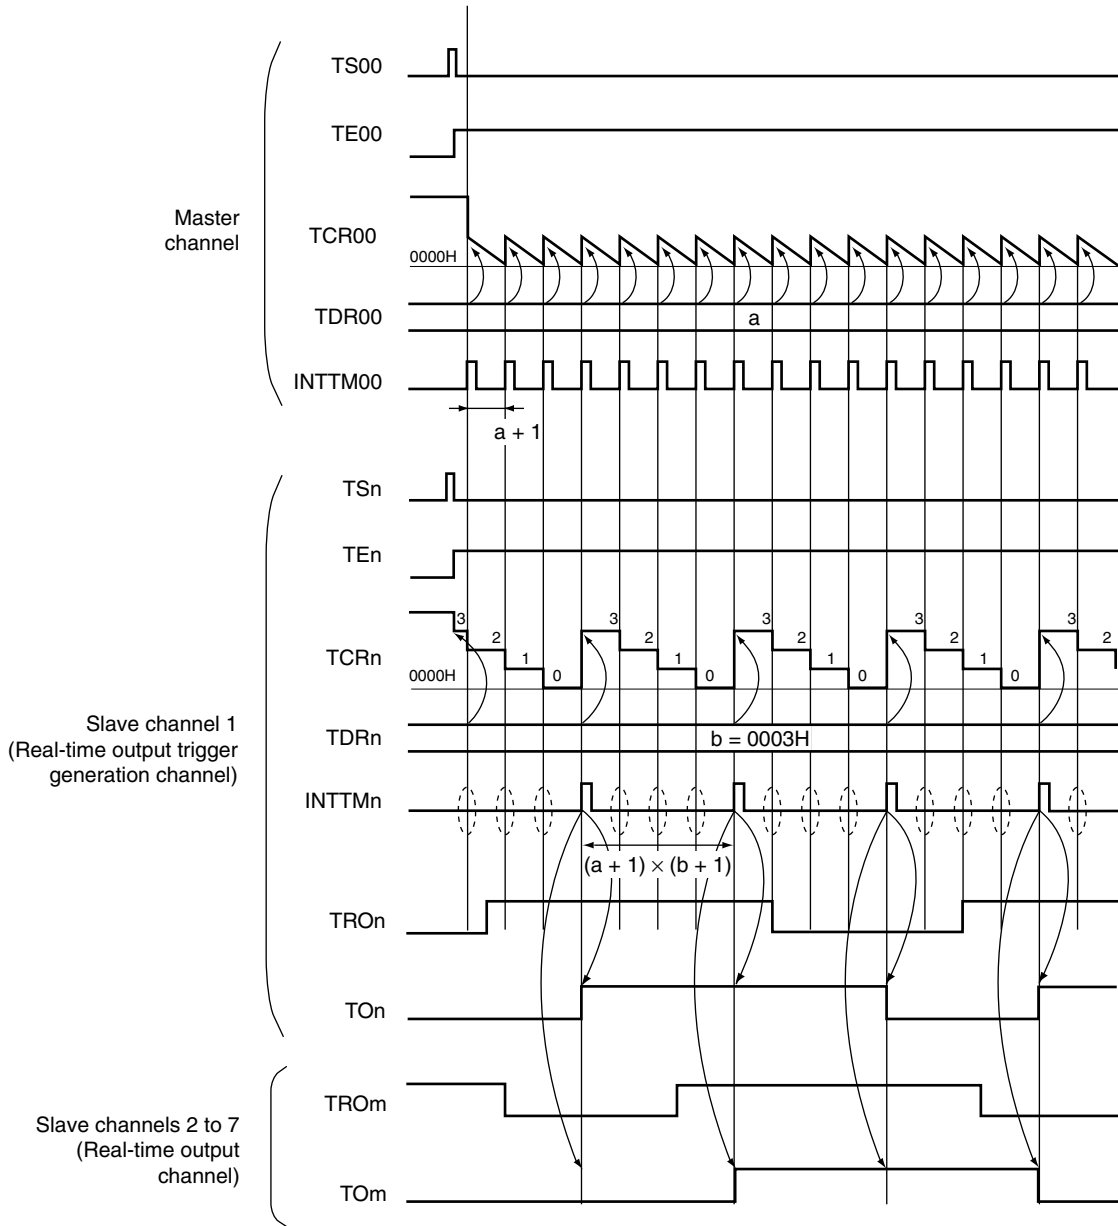 Master
channel
TS00
TE00
TCR00
0000H
TDR00
a
INTTM00
a + 1
Slave channel 1
(Real-time output trigger
generation channel)
TSn
TEn
TCRn
3 2 1 0 3 2 1 0 3 2 1 0 3 2 1 0 3 2
0000H
TDRn
b = 0003H
INTTMn
(a + 1) × (b + 1)
TROn
TOn
Slave channels 2 to 7
(Real-time output
channel)
TROm
TOm